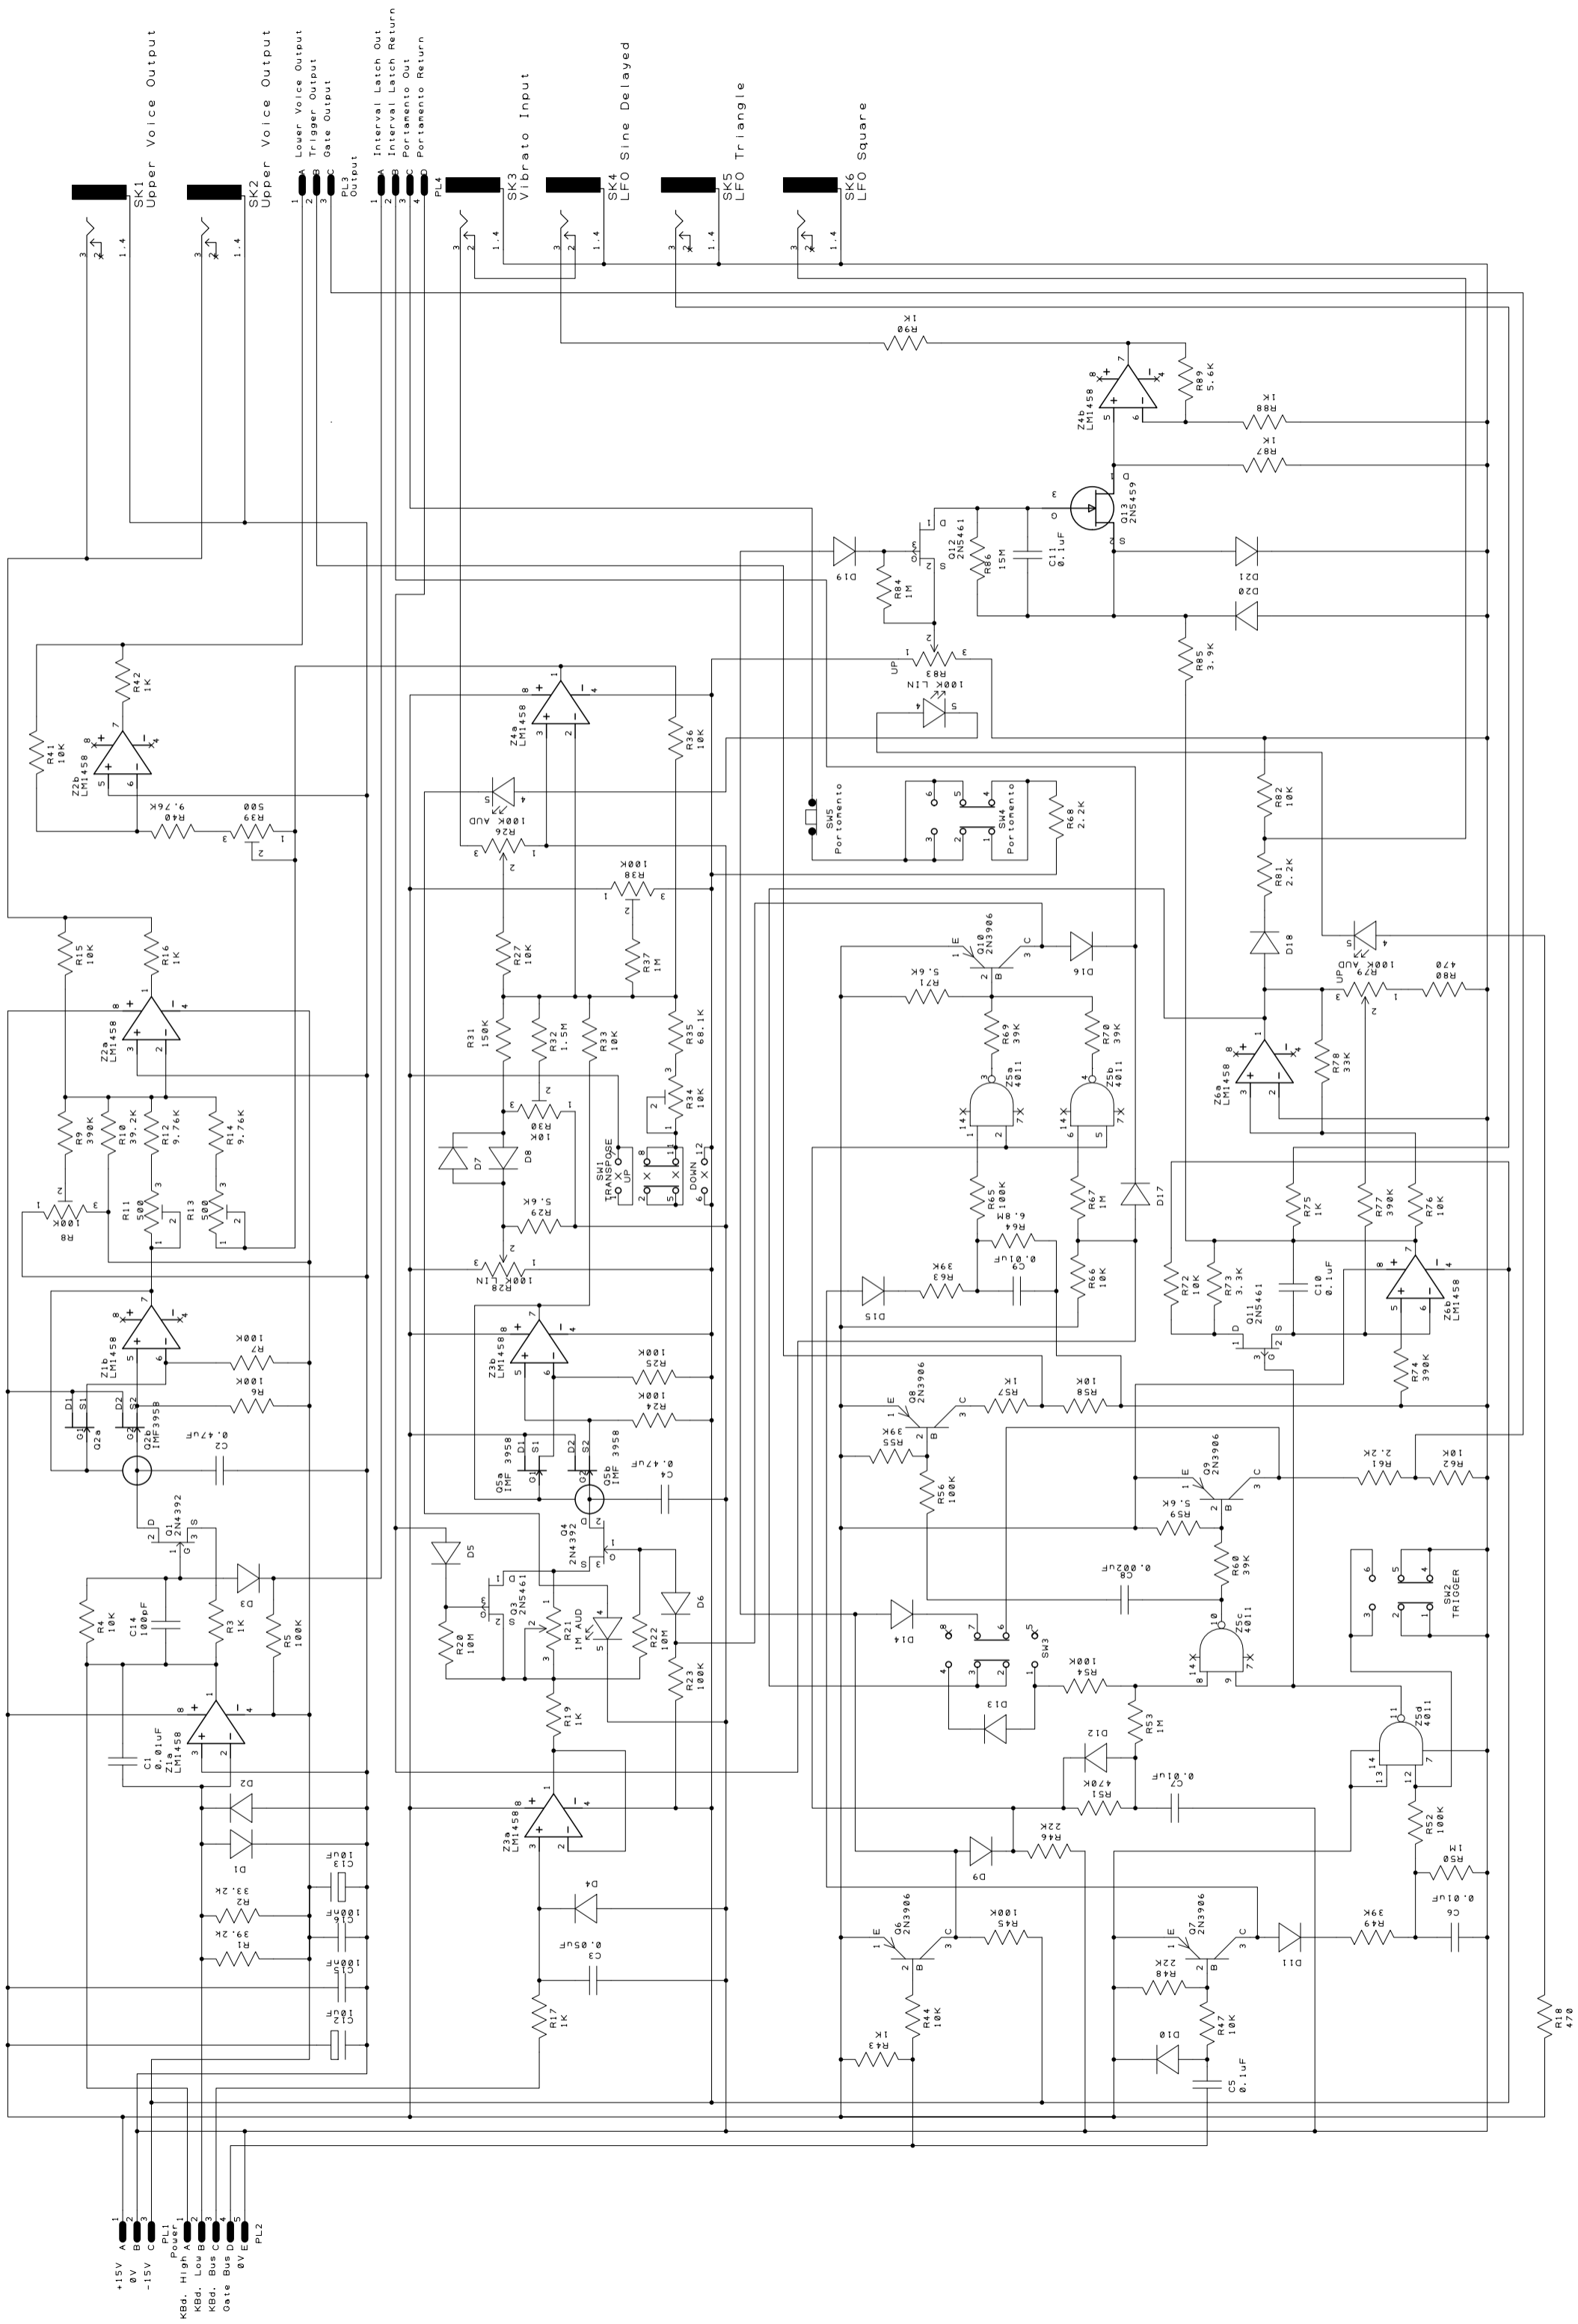 SK1
Upper Voice Output
SK2
Upper Voice Output
A Lower Voice Output
B Trigger Output
C Gate Output
PL3
Output
A Interval Latch Out
B Interval Latch Return
C Portamento Out
D Portamento Return
PL4
SK3
Vibrato Input
SK4
LFO Sine Delayed
SK5
LFO Triangle
SK6
LFO Square
R90
1K
Z4b
LM1458
R89
5.6K
R88
1K
R87
1K
Q13
2N5459
D19
Q12
2N5461
R84
1M
R86
15M
C11
0.1uF
D21
D20
R85
3.9K
UP
R83
100K LIN
R41
10K
R42
1K
Z2b
LM1458
R40
9.76K
R39
500
Z4a
LM1458
R36
10K
R26
100K AUD
R38
100K
R37
1M
R27
10K
SW5
Portamento
SW4
Portamento
R68
2.2K
R82
10K
R81
2.2K
D18
R79
100K AUD
UP
R80
470
R15
10K
R16
1K
Z2a
LM1458
R9
390K
R10
39.2K
R12
9.76K
R14
9.76K
R8
100K
R11
500
R13
500
R31
150K
R32
1.5M
R33
10K
R35
68.1K
R34
10K
R30
10K
D7
D8
R29
5.6K
SW1
TRANSPOSE
UP
DOWN
R28
100K LIN
Q10
2N3906
R71
5.6K
D16
R69
39K
R70
39K
Z5a
4011
Z5b
4011
R65
100K
R67
1M
R64
6.8M
C9
0.01uF
R66
10K
D17
D15
R63
39K
Z6a
LM1458
R78
33K
R75
1K
R77
390K
R76
10K
R72
10K
R73
3.3K
C10
0.1uF
Q11
2N5461
Z6b
LM1458
R74
390K
Z1b
LM1458
R7
100K
R6
100K
Q2a
Q2b
IMF3958
C2
0.47uF
Z3b
LM1458
R25
100K
R24
100K
Q5a
IMF 3958
Q5b
IMF 3958
C4
0.47uF
Q8
2N3906
R57
1K
R58
10K
R55
39K
R56
100K
Q9
2N3906
R59
5.6K
R60
39K
R61
2.2K
R62
10K
C8
0.002uF
Q1
2N4392
R4
10K
C14
100pF
R3
1K
D3
R5
100K
Q4
2N4392
D5
Q3
2N5461
R20
10M
R21
1M AUD
R22
10M
D6
R23
100K
R19
1K
D14
SW3
R54
100K
D13
Z5c
4011
R53
1M
D12
R51
470K
C7
0.01uF
SW2
TRIGGER
Z5d
4011
R52
100K
R50
1M
C6
0.01uF
R49
39K
C1
0.01uF
Z1a
LM1458
D2
D1
R2
33.2k
R1
39.2k
C13
10uF
C16
100nF
C15
100nF
C12
10uF
Z3a
LM1458
D4
C3
0.05uF
R17
1K
D9
R46
22K
Q6
2N3906
R45
100K
R44
10K
R43
1K
Q7
2N3906
D11
R48
22K
R47
10K
D10
C5
0.1uF
R18
470
+15V A 1
0V B 2
-15V C 3
PL1
Power
KBd. High A 1
KBd. Low B 2
KBd. Bus C 3
Gate Bus D 4
0V E 5
PL2